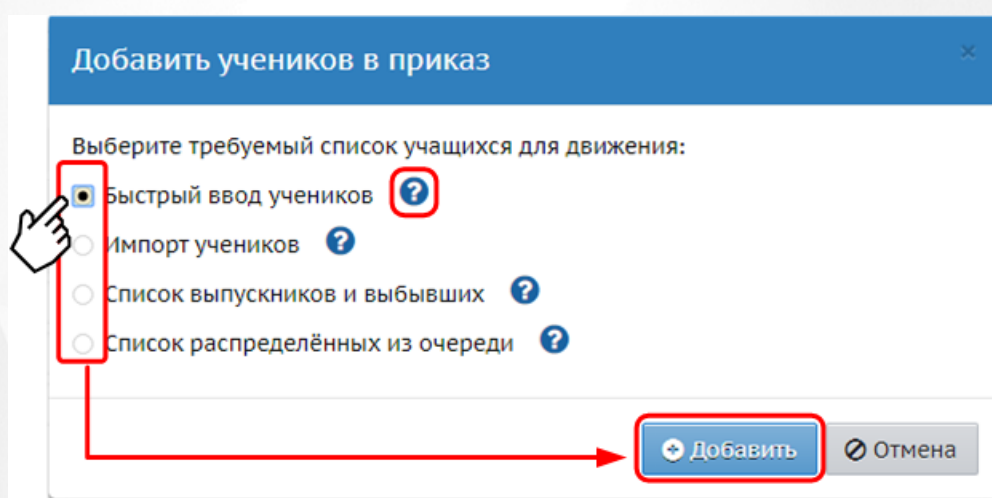 Добавить учеников в приказ
Выберите требуемый список учащихся для движения:
Быстрый ввод учеников ?
Импорт учеников ?
Список выпускников и выбывших ?
Список распределённых из очереди ?
Добавить Отмена